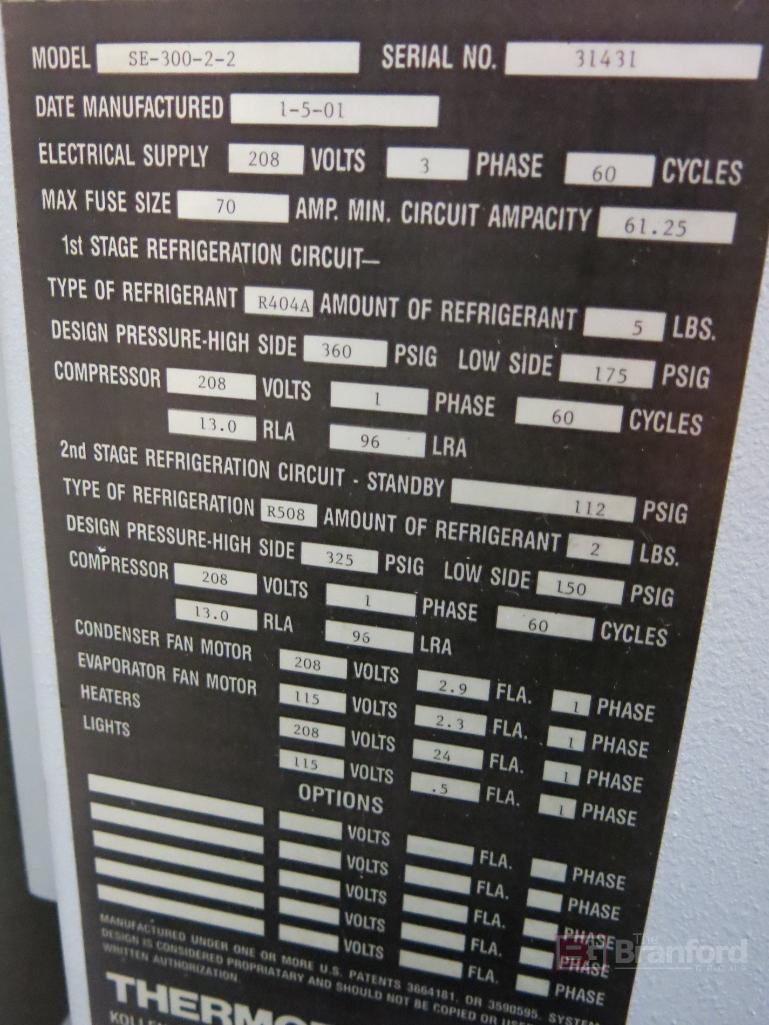 MODEL SE-300-2-2 SERIAL NO. 31431
DATE MANUFACTURED 1-5-01
ELECTRICAL SUPPLY 208 VOLTS 3 PHASE 60 CYCLES
MAX FUSE SIZE 70 AMP. MIN. CIRCUIT AMPACITY 61.25
1st STAGE REFRIGERATION CIRCUIT—
TYPE OF REFRIGERANT R404A AMOUNT OF REFRIGERANT 5 LBS.
DESIGN PRESSURE-HIGH SIDE 360 PSIG LOW SIDE 175 PSIG
COMPRESSOR 208 VOLTS 1 PHASE 60 CYCLES
13.0 RLA 96 LRA
2nd STAGE REFRIGERATION CIRCUIT - STANDBY 112 PSIG
TYPE OF REFRIGERATION R508 AMOUNT OF REFRIGERANT 2 LBS.
DESIGN PRESSURE-HIGH SIDE 325 PSIG LOW SIDE 150 PSIG
COMPRESSOR 208 VOLTS 1 PHASE 60 CYCLES
13.0 RLA 96 LRA
CONDENSER FAN MOTOR 208 VOLTS 2.9 FLA. 1 PHASE
EVAPORATOR FAN MOTOR 115 VOLTS 2.3 FLA. 1 PHASE
HEATERS 208 VOLTS 24 FLA. 1 PHASE
LIGHTS 115 VOLTS .5 FLA. 1 PHASE
OPTIONS
VOLTS FLA. PHASE
VOLTS FLA. PHASE
VOLTS FLA. PHASE
VOLTS FLA. PHASE
VOLTS FLA. PHASE
MANUFACTURED UNDER ONE OR MORE U.S. PATENTS 3664181, OR 3590595. SYSTEM
DESIGN IS CONSIDERED PROPRIATARY AND SHOULD NOT BE COPIED OR
WRITTEN AUTHORIZATION.
The Branford
GROUP